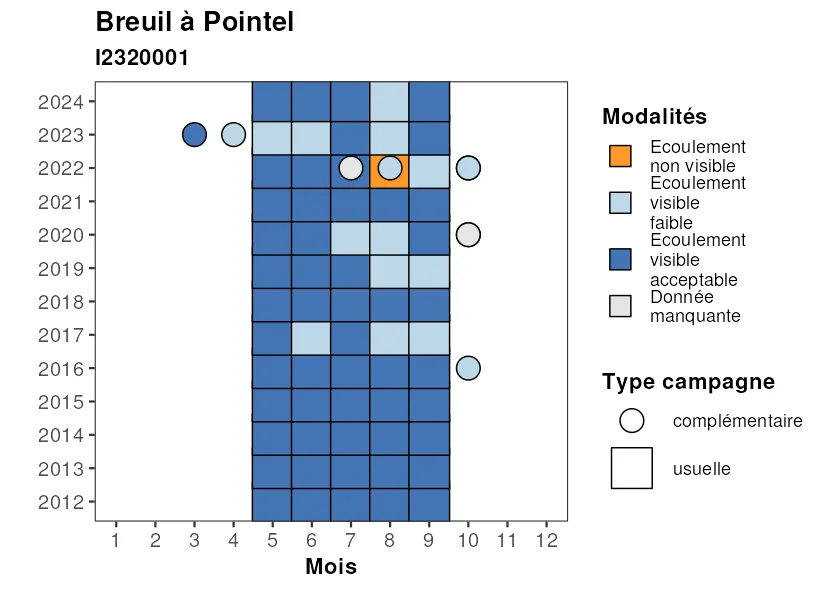 Breuil à Pointel
I2320001
2024
2023
2022
2021
2020
2019
2018
2017
2016
2015
2014
2013
2012
1 2 3 4 5 6 7 8 9 10 11 12
Mois
Modalités
Ecoulement
non visible
Ecoulement
visible
faible
Ecoulement
visible
acceptable
Donnée
manquante
Type campagne
complémentaire
usuelle